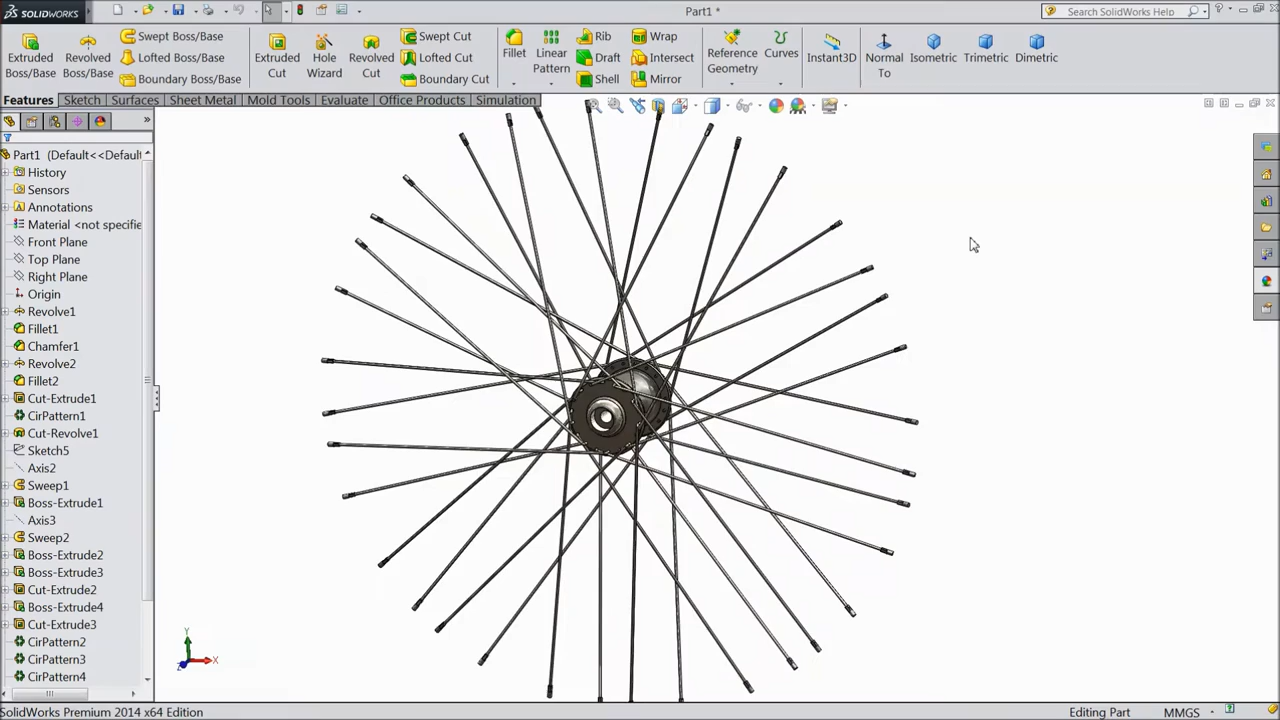 SOLIDWORKS
Part1 *
Search SolidWorks Help
Extruded Boss/Base
Revolved Boss/Base
Swept Boss/Base
Lofted Boss/Base
Boundary Boss/Base
Extruded Cut
Hole Wizard
Revolved Cut
Swept Cut
Lofted Cut
Boundary Cut
Fillet
Linear Pattern
Rib
Draft
Shell
Wrap
Intersect
Mirror
Reference Geometry
Curves
Instant3D
Normal To
Isometric
Trimetric
Dimetric
Features Sketch Surfaces Sheet Metal Mold Tools Evaluate Office Products Simulation
Part1 (Default<<Default
History
Sensors
Annotations
Material <not specifie
Front Plane
Top Plane
Right Plane
Origin
Revolve1
Fillet1
Chamfer1
Revolve2
Fillet2
Cut-Extrude1
CirPattern1
Cut-Revolve1
Sketch5
Axis2
Sweep1
Boss-Extrude1
Axis3
Sweep2
Boss-Extrude2
Boss-Extrude3
Cut-Extrude2
Boss-Extrude4
Cut-Extrude3
CirPattern2
CirPattern3
CirPattern4
Y
X
Z
SolidWorks Premium 2014 x64 Edition
Editing Part
MMGS